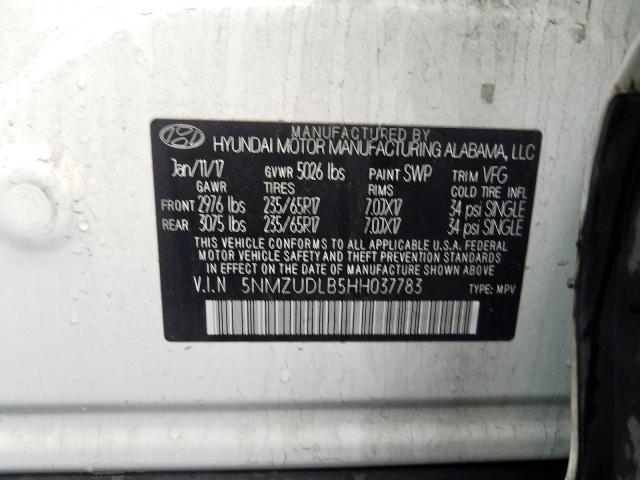 MANUFACTURED BY
HYUNDAI MOTOR MANUFACTURING ALABAMA, LLC
Jan/11/17 GVWR 5026 lbs PAINT SWP TRIM VFG
GAWR TIRES RIMS COLD TIRE INFL
FRONT 2976 lbs 235/65R17 7.0JX17 34 psi SINGLE
REAR 3075 lbs 235/65R17 7.0JX17 34 psi SINGLE
THIS VEHICLE CONFORMS TO ALL APPLICABLE U.S.A. FEDERAL
MOTOR VEHICLE SAFETY AND THEFT PREVENTION STANDARDS
IN EFFECT ON THE DATE OF MANUFACTURE SHOWN ABOVE.
V.I.N 5NMZUDLB5HH037783 TYPE: MPV